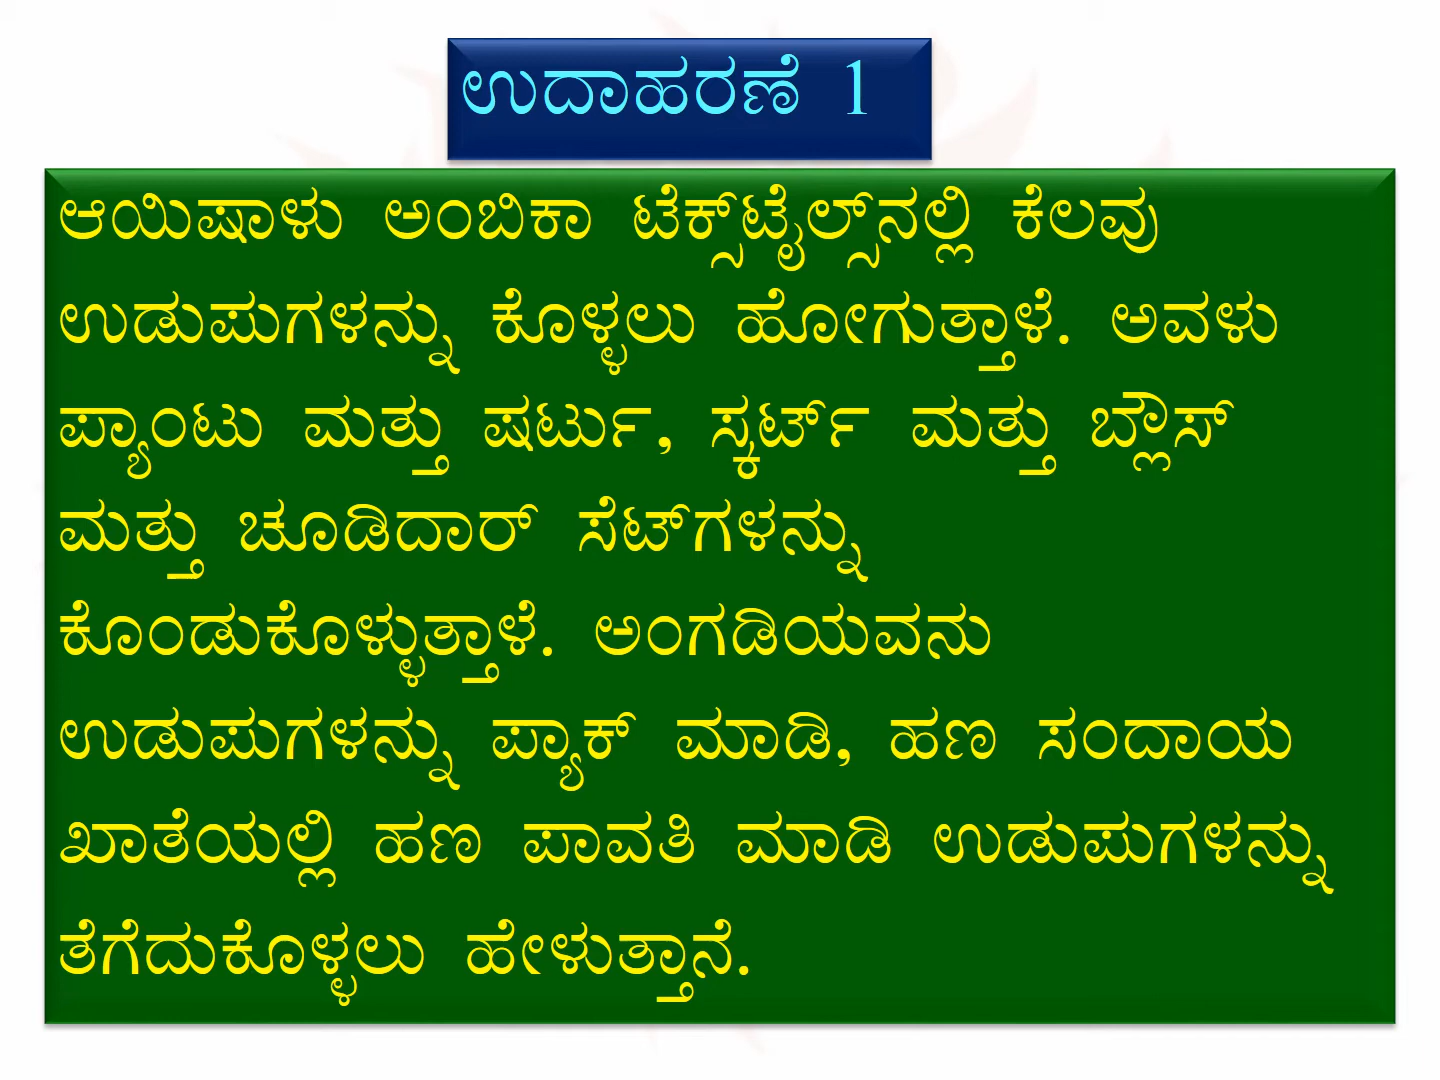 ಉದಾಹರಣೆ 1
ಆಯಿಷಾಳು ಅಂಬಿಕಾ ಟೆಕ್ಸ್‌ಟೈಲ್ಸ್‌ನಲ್ಲಿ ಕೆಲವು
ಉಡುಪುಗಳನ್ನು ಕೊಳ್ಳಲು ಹೋಗುತ್ತಾಳೆ. ಅವಳು
ಪ್ಯಾಂಟು ಮತ್ತು ಷರ್ಟು, ಸ್ಕರ್ಟ್ ಮತ್ತು ಬ್ಲೌಸ್
ಮತ್ತು ಚೂಡಿದಾರ್ ಸೆಟ್‌ಗಳನ್ನು
ಕೊಂಡುಕೊಳ್ಳುತ್ತಾಳೆ. ಅಂಗಡಿಯವನು
ಉಡುಪುಗಳನ್ನು ಪ್ಯಾಕ್ ಮಾಡಿ, ಹಣ ಸಂದಾಯ
ಖಾತೆಯಲ್ಲಿ ಹಣ ಪಾವತಿ ಮಾಡಿ ಉಡುಪುಗಳನ್ನು
ತೆಗೆದುಕೊಳ್ಳಲು ಹೇಳುತ್ತಾನೆ.